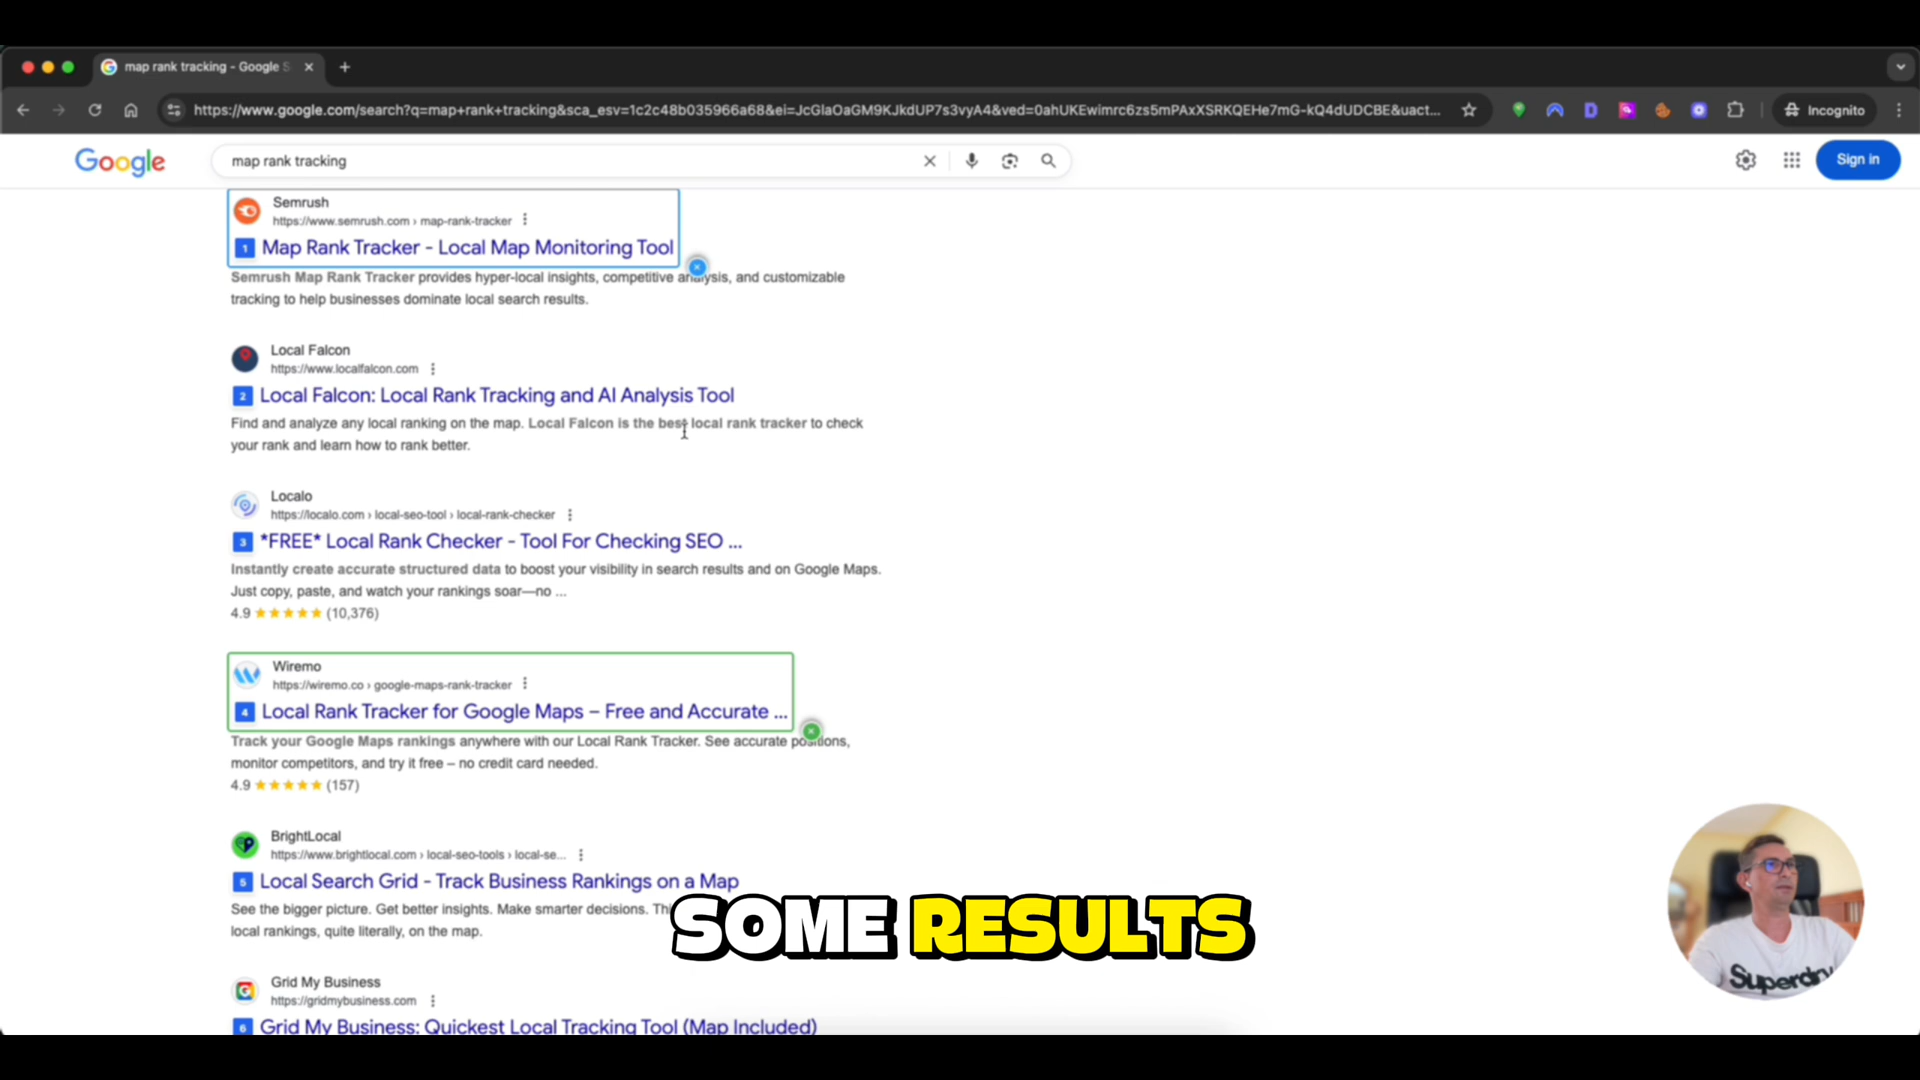 map rank tracking - Google S
https://www.google.com/search?q=map+rank+tracking&sca_esv=1c2c48b035966a68&ei=JcGlaOaGM9KJkdUP7s3vyA4&ved=0ahUKEwimrc6zs5mPAxXSRKQEHe7mG-kQ4dUDCBE&uact...
Incognito
Google
map rank tracking
Sign in
Semrush
https://www.semrush.com › map-rank-tracker
1 Map Rank Tracker - Local Map Monitoring Tool
Semrush Map Rank Tracker provides hyper-local insights, competitive analysis, and customizable
tracking to help businesses dominate local search results.
Local Falcon
https://www.localfalcon.com
2 Local Falcon: Local Rank Tracking and AI Analysis Tool
Find and analyze any local ranking on the map. Local Falcon is the best local rank tracker to check
your rank and learn how to rank better.
Localo
https://localo.com › local-seo-tool › local-rank-checker
3 *FREE* Local Rank Checker - Tool For Checking SEO ...
Instantly create accurate structured data to boost your visibility in search results and on Google Maps.
Just copy, paste, and watch your rankings soar—no ...
4.9 ★★★★★ (10,376)
Wiremo
https://wiremo.co › google-maps-rank-tracker
4 Local Rank Tracker for Google Maps – Free and Accurate ...
Track your Google Maps rankings anywhere with our Local Rank Tracker. See accurate positions,
monitor competitors, and try it free – no credit card needed.
4.9 ★★★★★ (157)
BrightLocal
https://www.brightlocal.com › local-seo-tools › local-se...
5 Local Search Grid - Track Business Rankings on a Map
See the bigger picture. Get better insights. Make smarter decisions.
local rankings, quite literally, on the map.
SOME RESULTS
Superdry
Grid My Business
https://gridmybusiness.com
6 Grid My Business: Quickest Local Tracking Tool (Map Included)